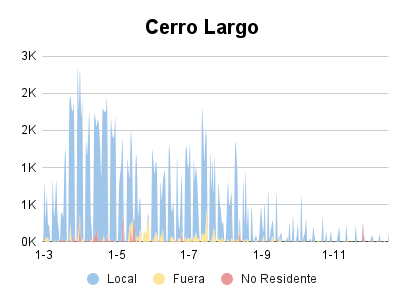 Cerro Largo
3K
2K
2K
1K
1K
0K
1-3 1-5 1-7 1-9 1-11
Local Fuera No Residente